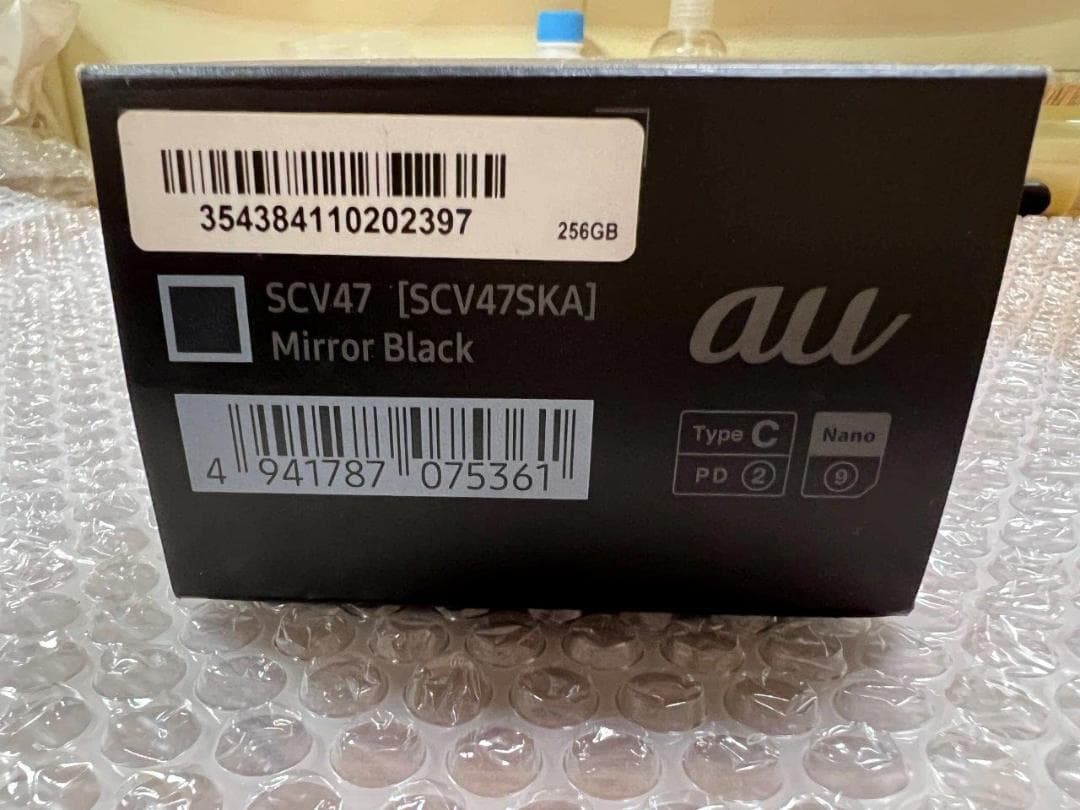 354384110202397
256GB
SCV47 [SCV47SKA]
Mirror Black
au
4 941787 075361
Type C
PD 2
Nano
9